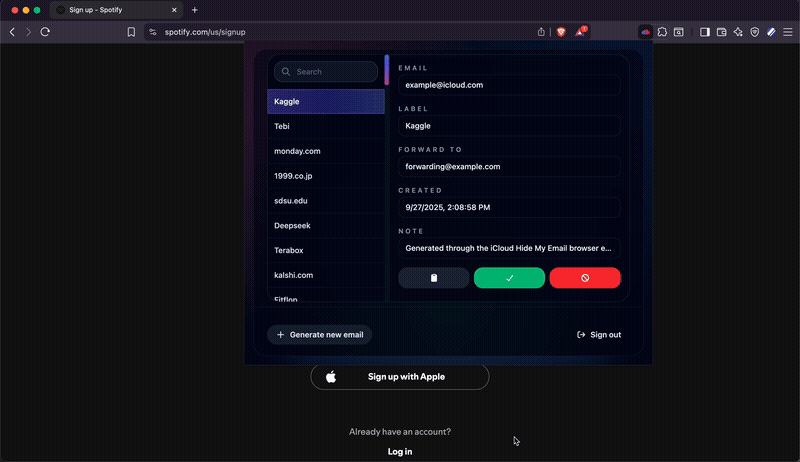 Sign up - Spotify
spotify.com/us/signup
Search
Kaggle
Tebi
monday.com
1999.co.jp
sdsu.edu
Deepseek
Terabox
kalshi.com
Fitflop
EMAIL
example@icloud.com
LABEL
Kaggle
FORWARD TO
forwarding@example.com
CREATED
9/27/2025, 2:08:58 PM
NOTE
Generated through the iCloud Hide My Email browser e...
Generate new email
Sign out
Sign up with Apple
Already have an account?
Log in